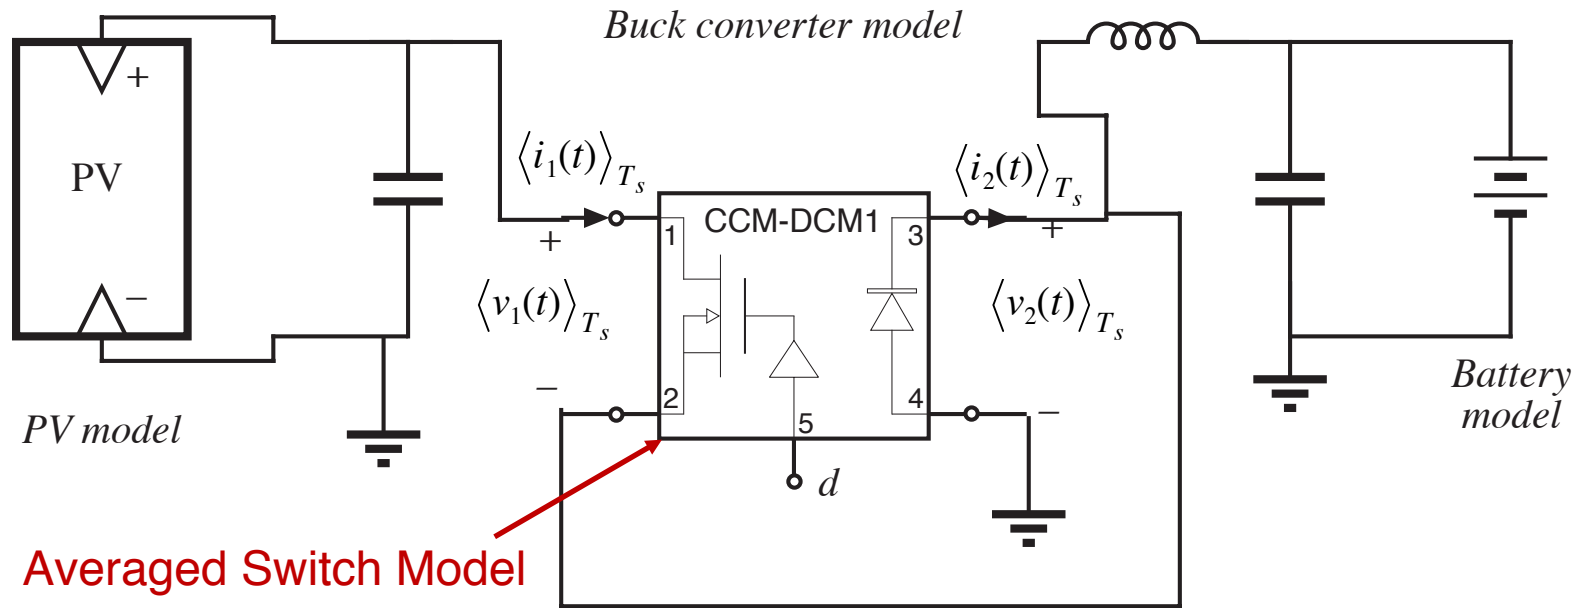 Buck converter model
+
PV
−
⟨i₁(t)⟩Tₛ
⟨i₂(t)⟩Tₛ
CCM-DCM1
1
3
+
+
⟨v₁(t)⟩Tₛ
⟨v₂(t)⟩Tₛ
−
2
4
−
5
d
PV model
Battery
model
Averaged Switch Model